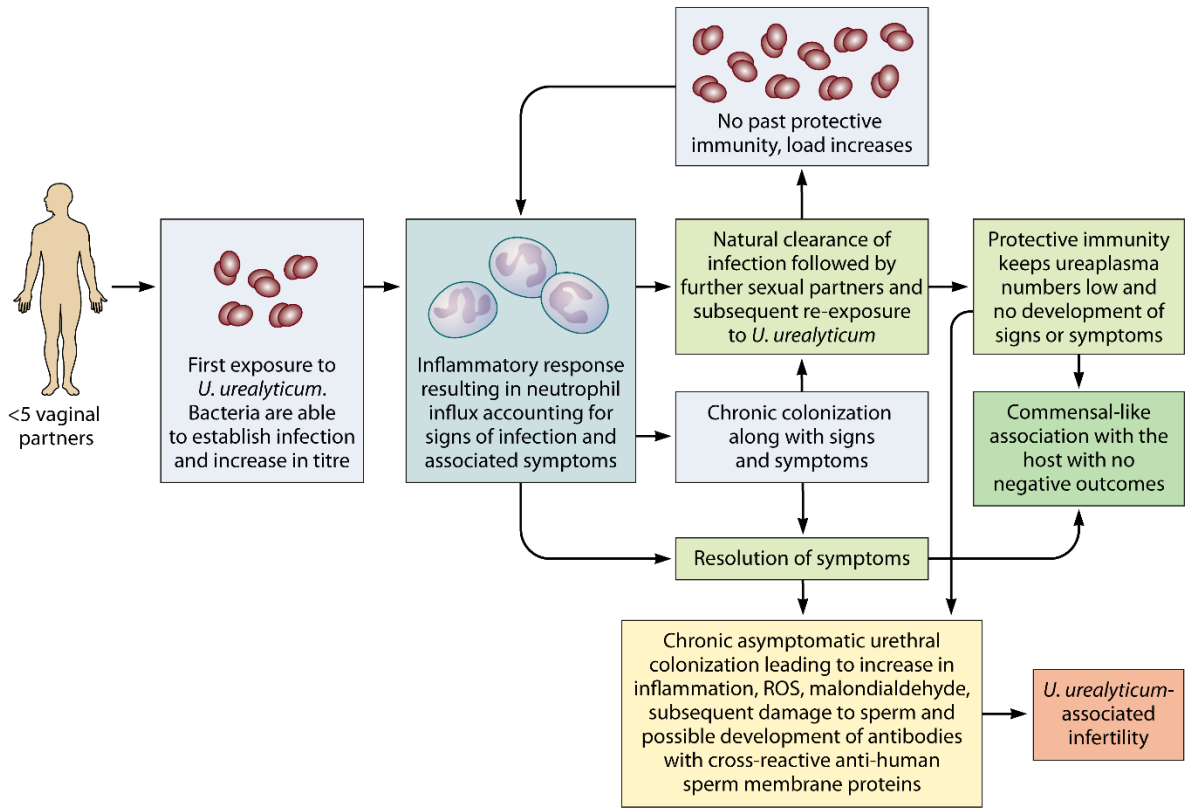 No past protective
immunity, load increases
<5 vaginal
partners
First exposure to
U. urealyticum.
Bacteria are able
to establish infection
and increase in titre
Inflammatory response
resulting in neutrophil
influx accounting for
signs of infection and
associated symptoms
Natural clearance of
infection followed by
further sexual partners and
subsequent re-exposure
to U. urealyticum
Protective immunity
keeps ureaplasma
numbers low and
no development of
signs or symptoms
Chronic colonization
along with signs
and symptoms
Commensal-like
association with the
host with no
negative outcomes
Resolution of symptoms
Chronic asymptomatic urethral
colonization leading to increase in
inflammation, ROS, malondialdehyde,
subsequent damage to sperm and
possible development of antibodies
with cross-reactive anti-human
sperm membrane proteins
U. urealyticum-
associated
infertility